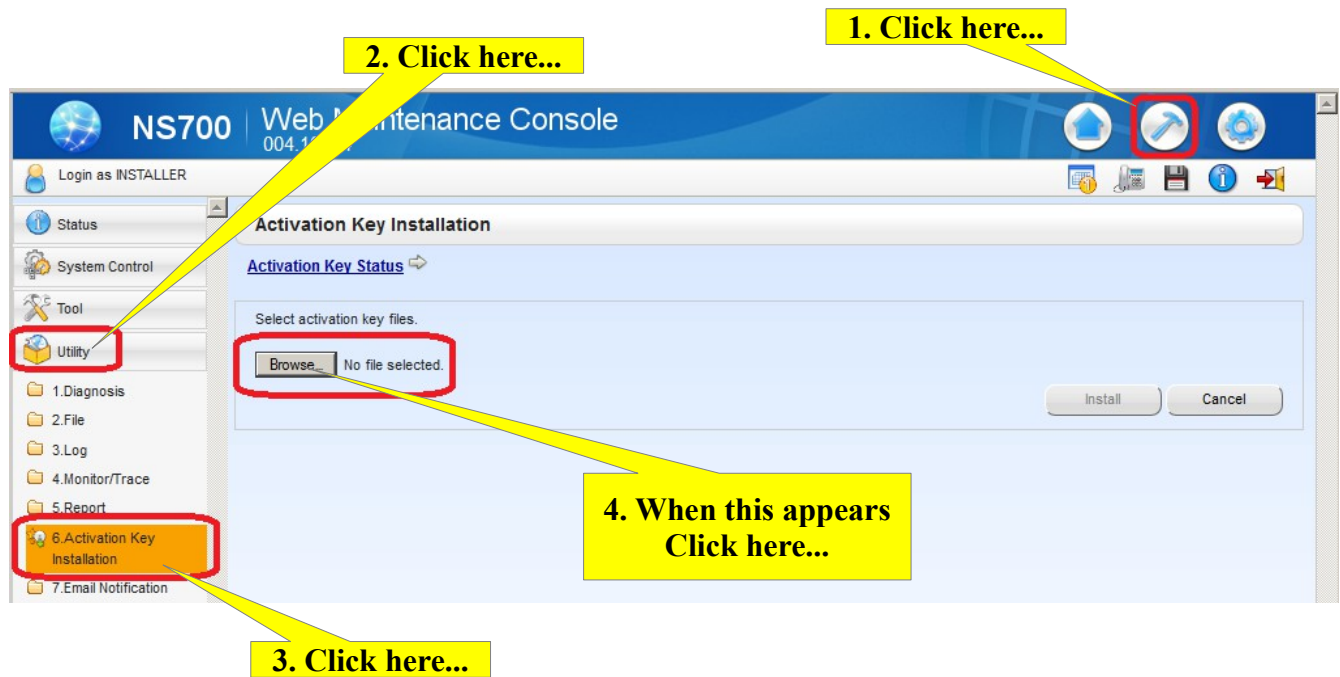 1. Click here...
2. Click here...
NS700
Web Maintenance Console
Login as INSTALLER
Status
System Control
Tool
Utility
1.Diagnosis
2.File
3.Log
4.Monitor/Trace
5.Report
6.Activation Key
Installation
7.Email Notification
Activation Key Installation
Activation Key Status
Select activation key files.
Browse... No file selected.
Install Cancel
4. When this appears
Click here...
3. Click here...